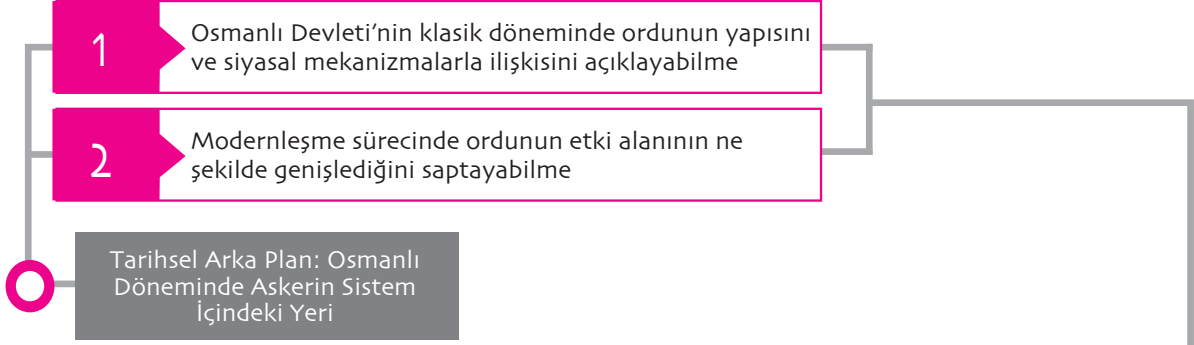 1
Osmanlı Devleti’nin klasik döneminde ordunun yapısını
ve siyasal mekanizmalarla ilişkisini açıklayabilme
2
Modernleşme sürecinde ordunun etki alanının ne
şekilde genişlediğini saptayabilme
Tarihsel Arka Plan: Osmanlı
Döneminde Askerin Sistem
İçindeki Yeri